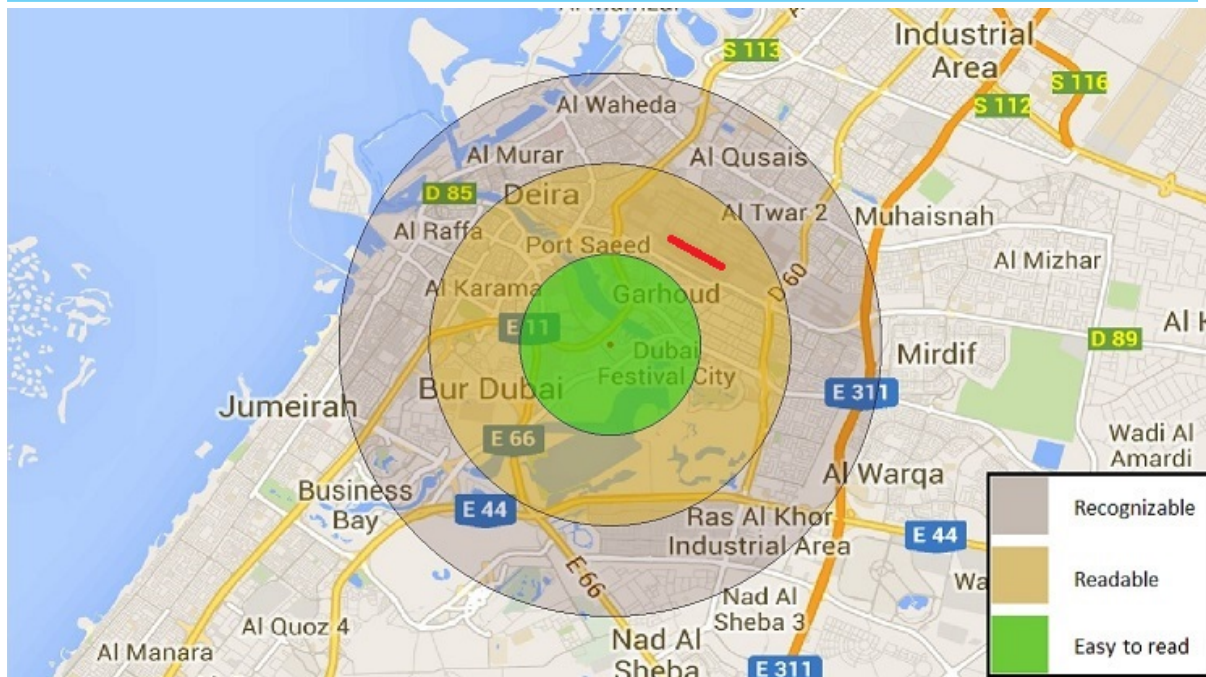 S 113
Industrial
Area
S 116
S 112
Al Waheda
Al Murar
Al Qusais
D 85
Deira
Al Twar 2
Muhaisnah
Al Raffa
Port Saeed
Al Mizhar
D 60
Al Karama
Garhoud
E 11
D 89
Dubai
Festival City
Mirdif
Bur Dubai
E 311
Jumeirah
E 66
Wadi Al
Amardi
Al Warqa
Business
Bay
E 44
Ras Al Khor
Industrial Area
E 44
E 66
Nad Al
Sheba 3
Al Quoz 4
Al Manara
Nad Al
Sheba
E 311
Recognizable
Readable
Easy to read